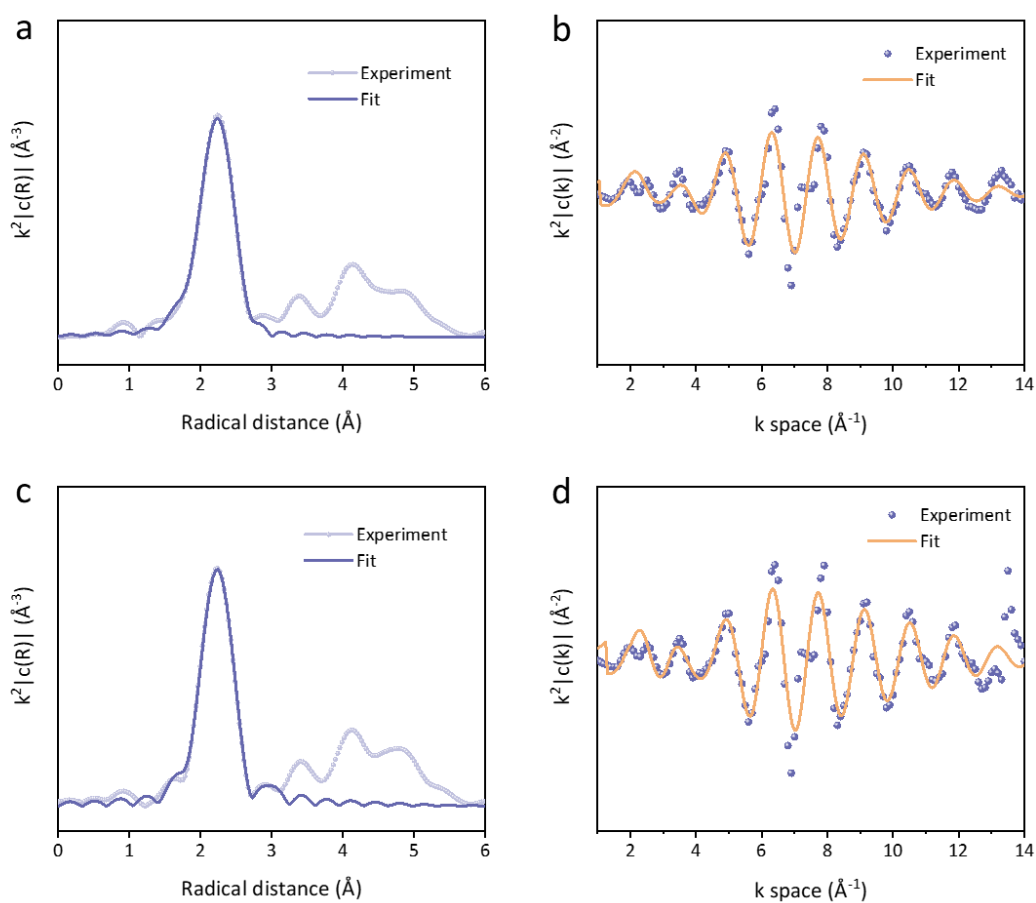 a
Experiment
Fit
k²|c(R)| (Å⁻³)
0 1 2 3 4 5 6
Radical distance (Å)
b
Experiment
Fit
k²|c(k)| (Å⁻²)
2 4 6 8 10 12 14
k space (Å⁻¹)
c
Experiment
Fit
k²|c(R)| (Å⁻³)
0 1 2 3 4 5 6
Radical distance (Å)
d
Experiment
Fit
k²|c(k)| (Å⁻²)
2 4 6 8 10 12 14
k space (Å⁻¹)